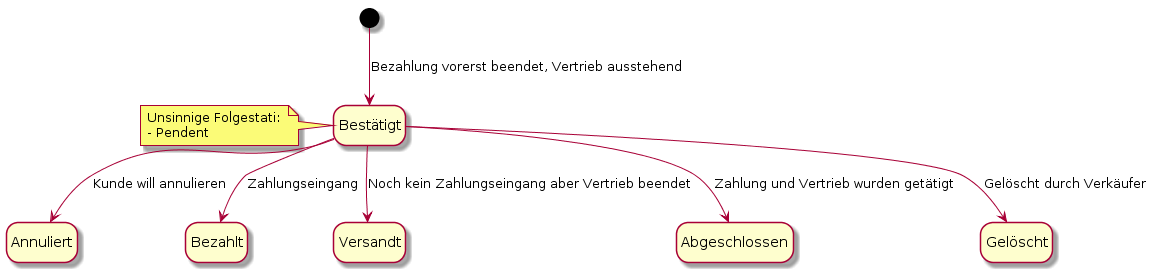 Bezahlung vorerst beendet, Vertrieb ausstehend
Unsinnige Folgestati:
- Pendent
Bestätigt
Kunde will annulieren
Zahlungseingang
Noch kein Zahlungseingang aber Vertrieb beendet
Zahlung und Vertrieb wurden getätigt
Gelöscht durch Verkäufer
Annuliert
Bezahlt
Versandt
Abgeschlossen
Gelöscht